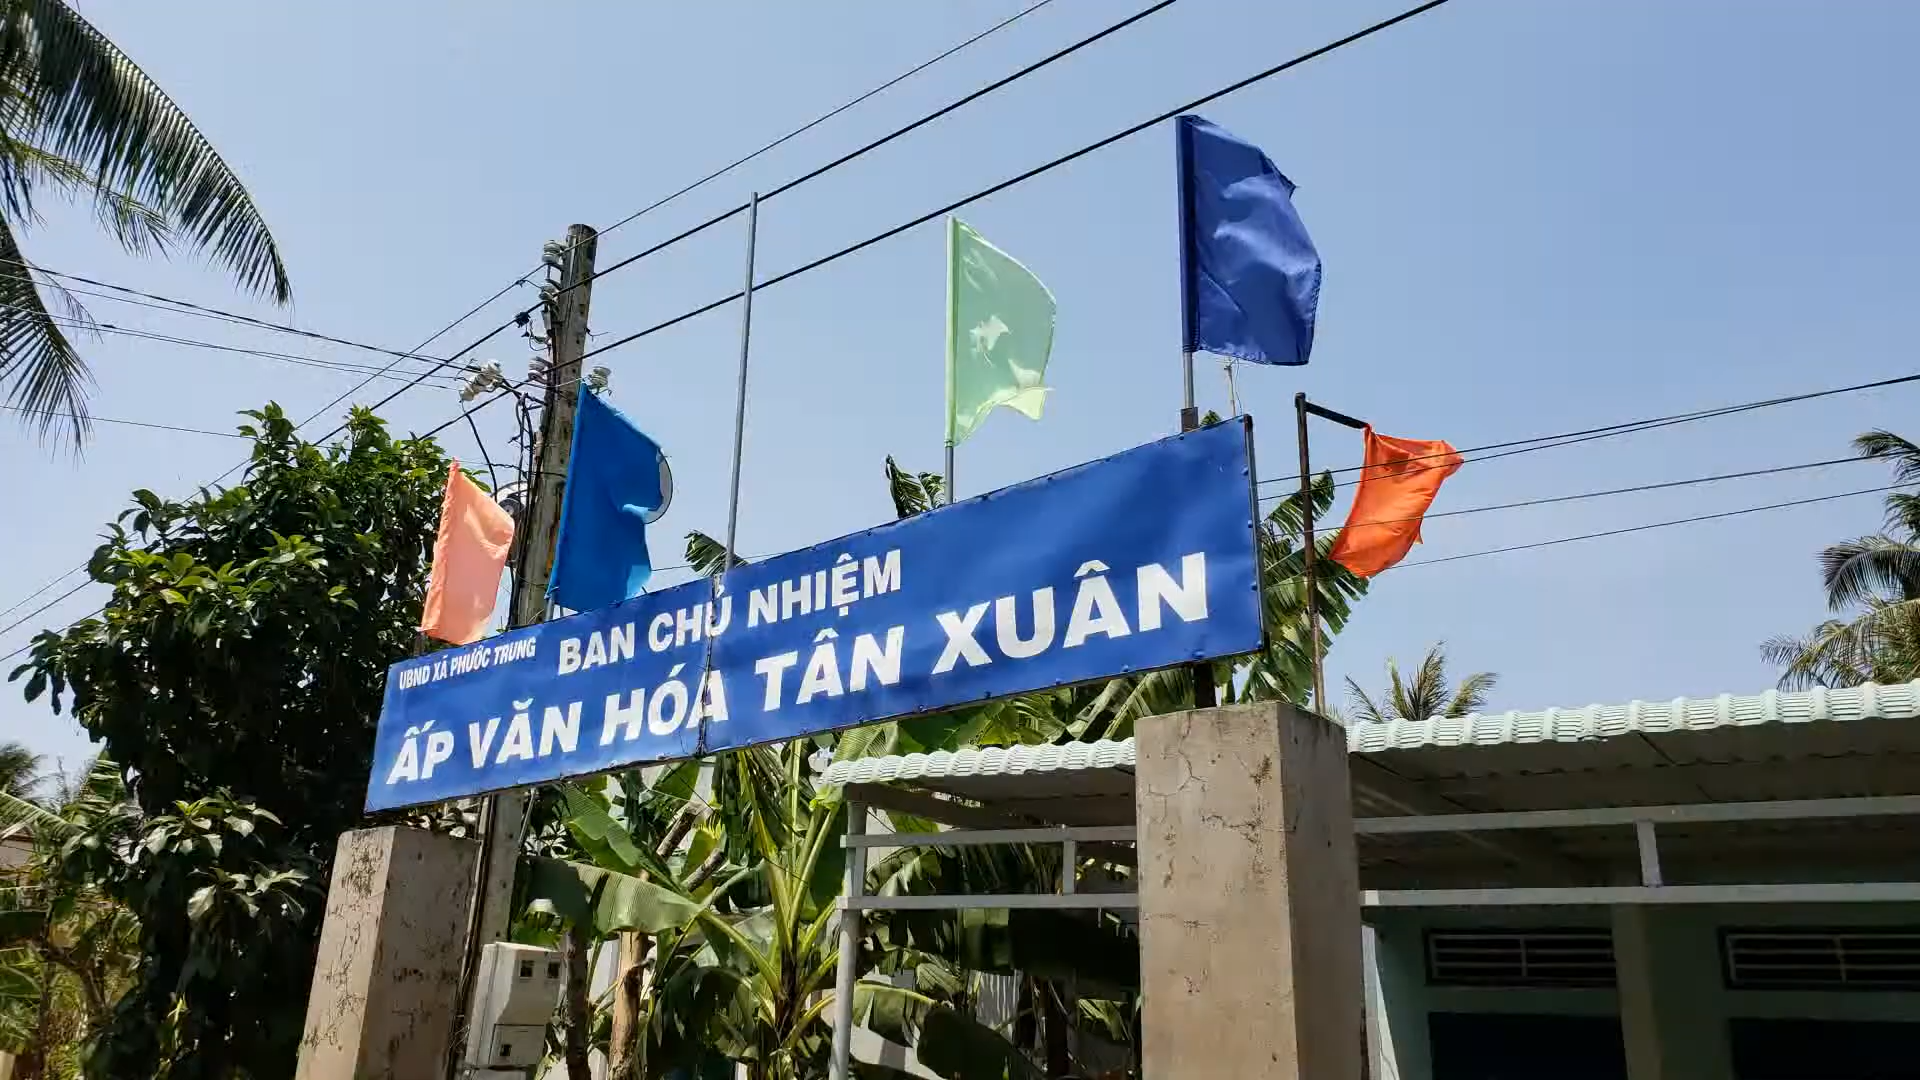 UBND XÃ PHƯỚC TRUNG
BAN CHỦ NHIỆM
ẤP VĂN HÓA TÂN XUÂN